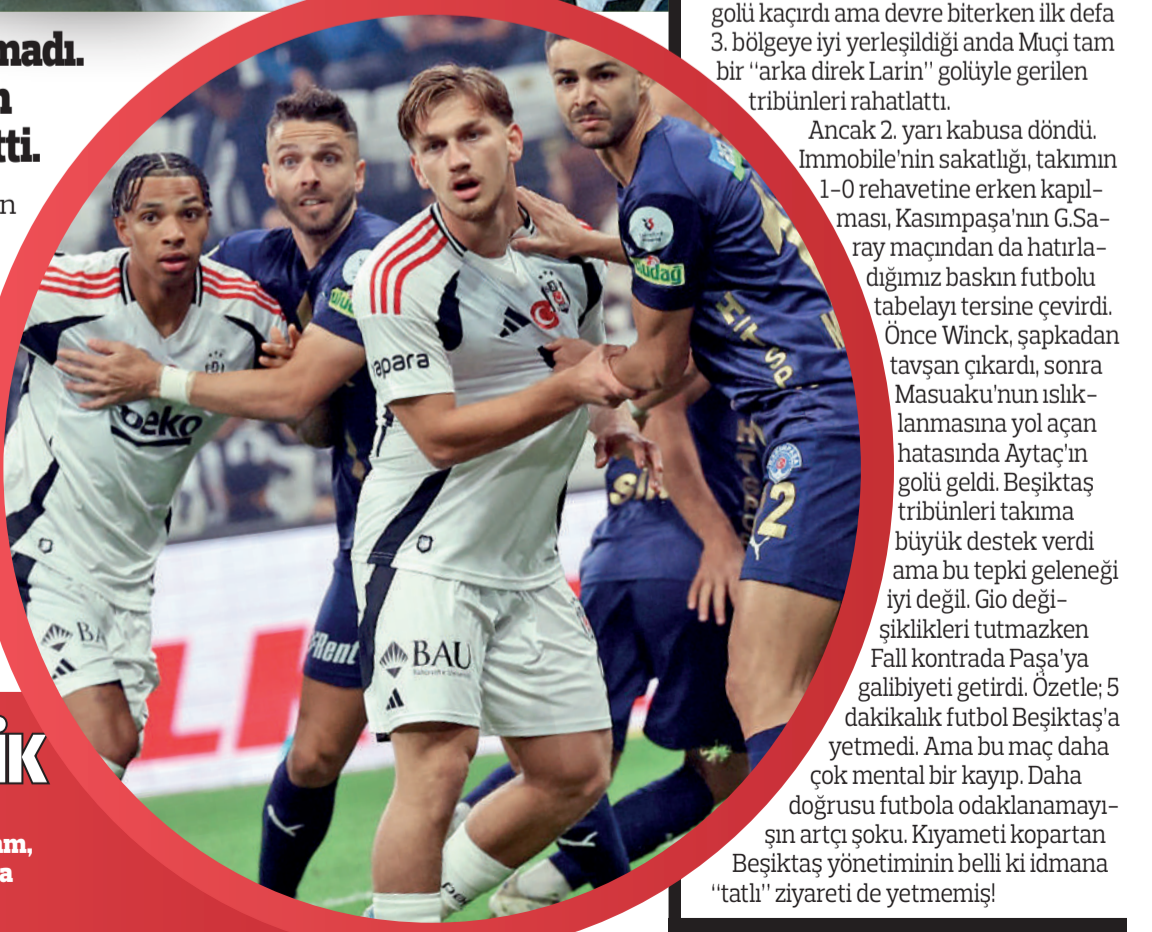 madı.
n
tti.
n
İK
am,
a
golü kaçırdı ama devre biterken ilk defa
3. bölgeye iyi yerleşildiği anda Muçi tam
bir “arka direk Larin” golüyle gerilen
tribünleri rahatlattı.
Ancak 2. yarı kabusa döndü.
Immobile’nin sakatlığı, takımın
1-0 rehavetine erken kapıl-
ması, Kasımpaşa’nın G.Sa-
ray maçından da hatırla-
dığımız baskın futbolu
tabelayı tersine çevirdi.
Önce Winck, şapkadan
tavşan çıkardı, sonra
Masuaku’nun ıslık-
lanmasına yol açan
hatasında Aytaç’ın
golü geldi. Beşiktaş
tribünleri takıma
büyük destek verdi
ama bu tepki geleneği
iyi değil. Gio deği-
şiklikleri tutmazken
Fall kontrada Paşa’ya
galibiyeti getirdi. Özetle; 5
dakikalık futbol Beşiktaş’a
yetmedi. Ama bu maç daha
çok mental bir kayıp. Daha
doğrusu futbola odaklanamayı-
şın artçı şoku. Kıyameti kopartan
Beşiktaş yönetiminin belli ki idmana
“tatlı” ziyareti de yetmemiş!
apara
beko
BA
BAU
Rent
2